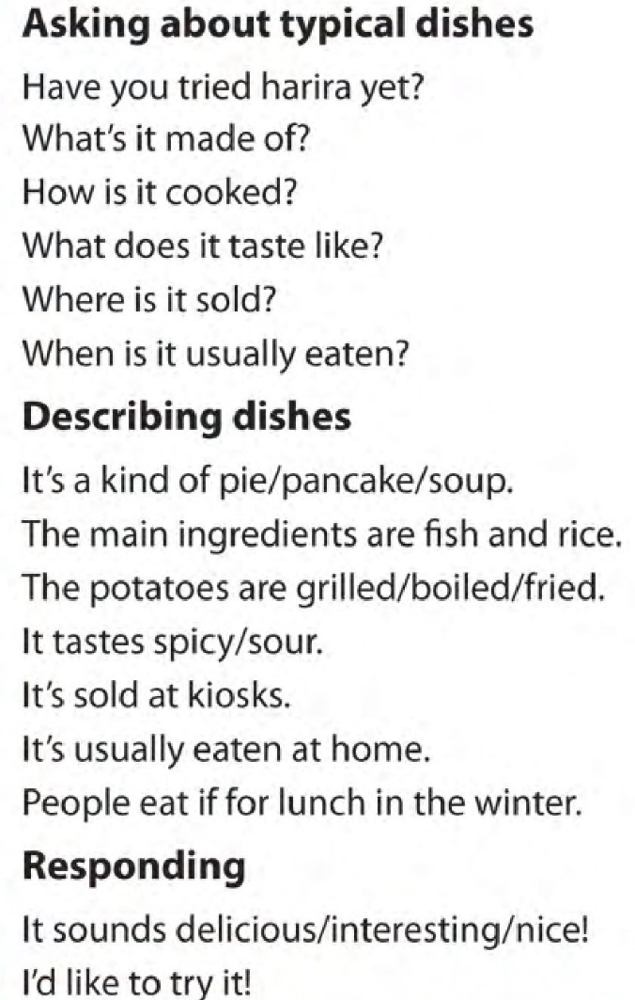 Asking about typical dishes
Have you tried harira yet?
What's it made of?
How is it cooked?
What does it taste like?
Where is it sold?
When is it usually eaten?
Describing dishes
It's a kind of pie/pancake/soup.
The main ingredients are fish and rice.
The potatoes are grilled/boiled/fried.
It tastes spicy/sour.
It's sold at kiosks.
It's usually eaten at home.
People eat if for lunch in the winter.
Responding
It sounds delicious/interesting/nice!
I'd like to try it!